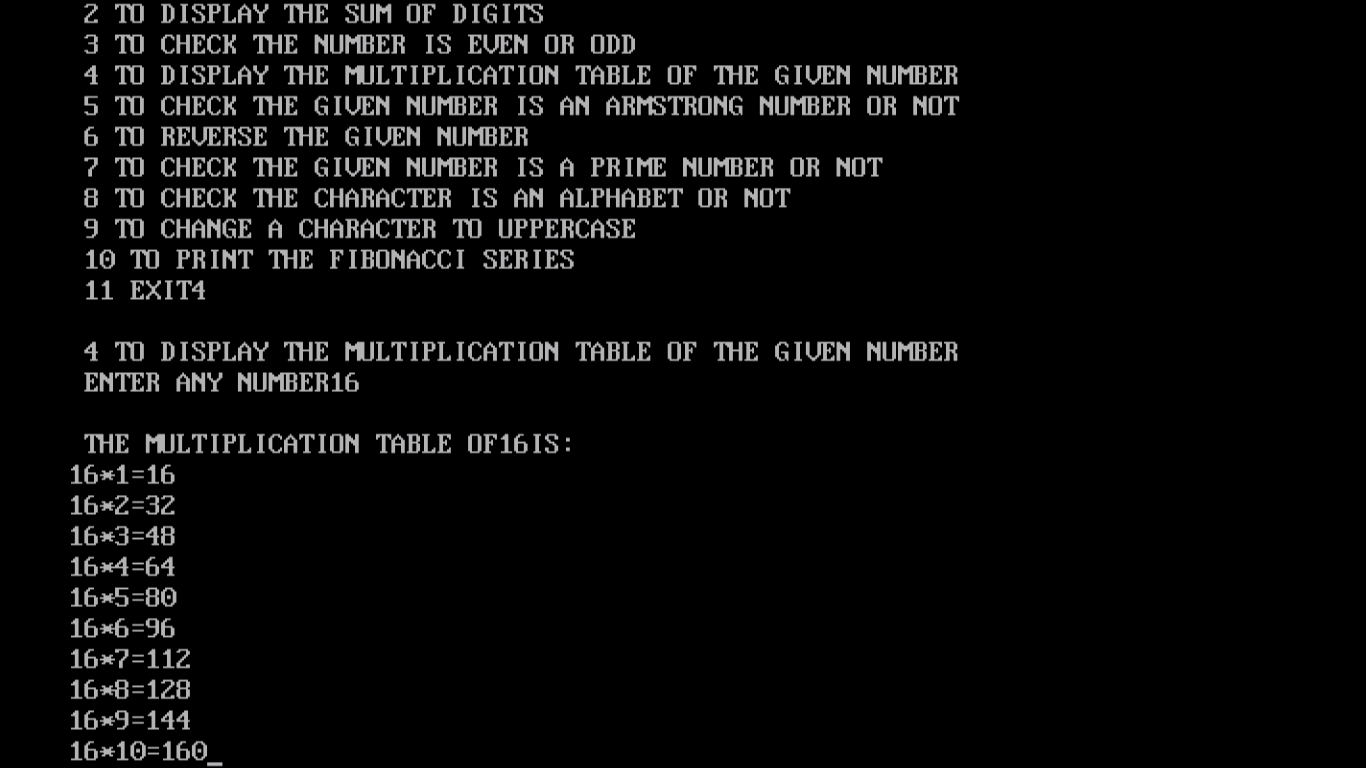 2 TO DISPLAY THE SUM OF DIGITS
3 TO CHECK THE NUMBER IS EVEN OR ODD
4 TO DISPLAY THE MULTIPLICATION TABLE OF THE GIVEN NUMBER
5 TO CHECK THE GIVEN NUMBER IS AN ARMSTRONG NUMBER OR NOT
6 TO REVERSE THE GIVEN NUMBER
7 TO CHECK THE GIVEN NUMBER IS A PRIME NUMBER OR NOT
8 TO CHECK THE CHARACTER IS AN ALPHABET OR NOT
9 TO CHANGE A CHARACTER TO UPPERCASE
10 TO PRINT THE FIBONACCI SERIES
11 EXIT4
4 TO DISPLAY THE MULTIPLICATION TABLE OF THE GIVEN NUMBER
ENTER ANY NUMBER16
THE MULTIPLICATION TABLE OF16IS:
16*1=16
16*2=32
16*3=48
16*4=64
16*5=80
16*6=96
16*7=112
16*8=128
16*9=144
16*10=160_